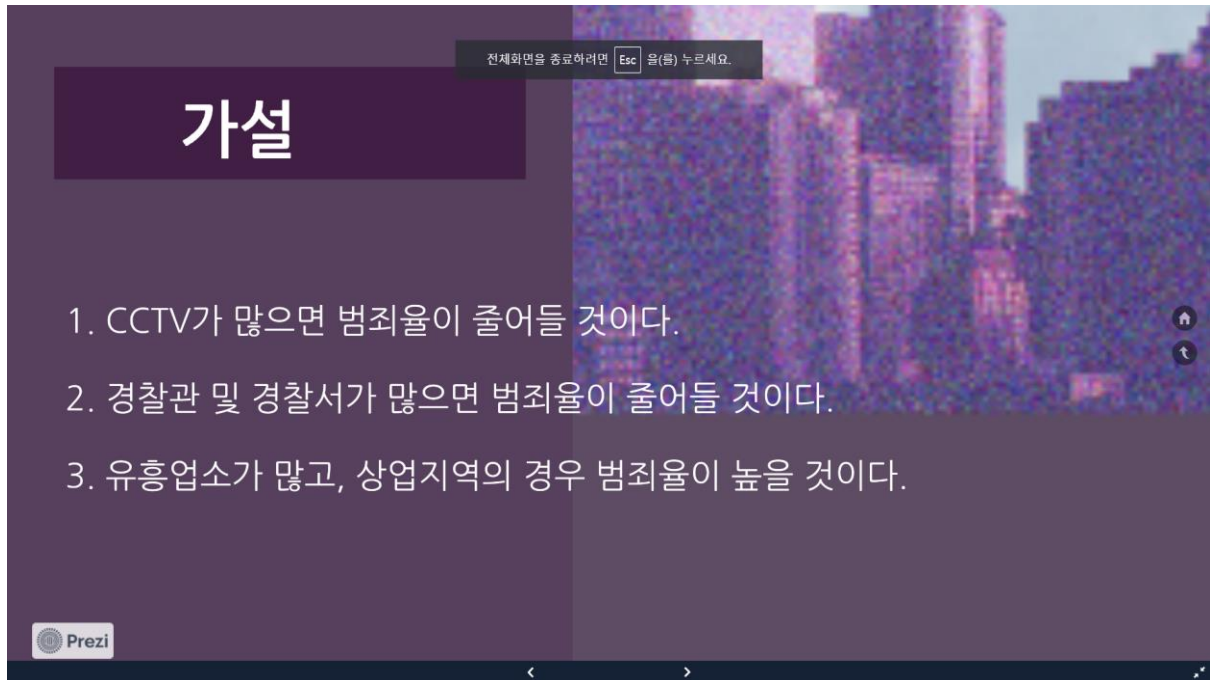 전체화면을 종료하려면 Esc 을(를) 누르세요.
가설
1. CCTV가 많으면 범죄율이 줄어들 것이다.
2. 경찰관 및 경찰서가 많으면 범죄율이 줄어들 것이다.
3. 유흥업소가 많고, 상업지역의 경우 범죄율이 높을 것이다.
Prezi